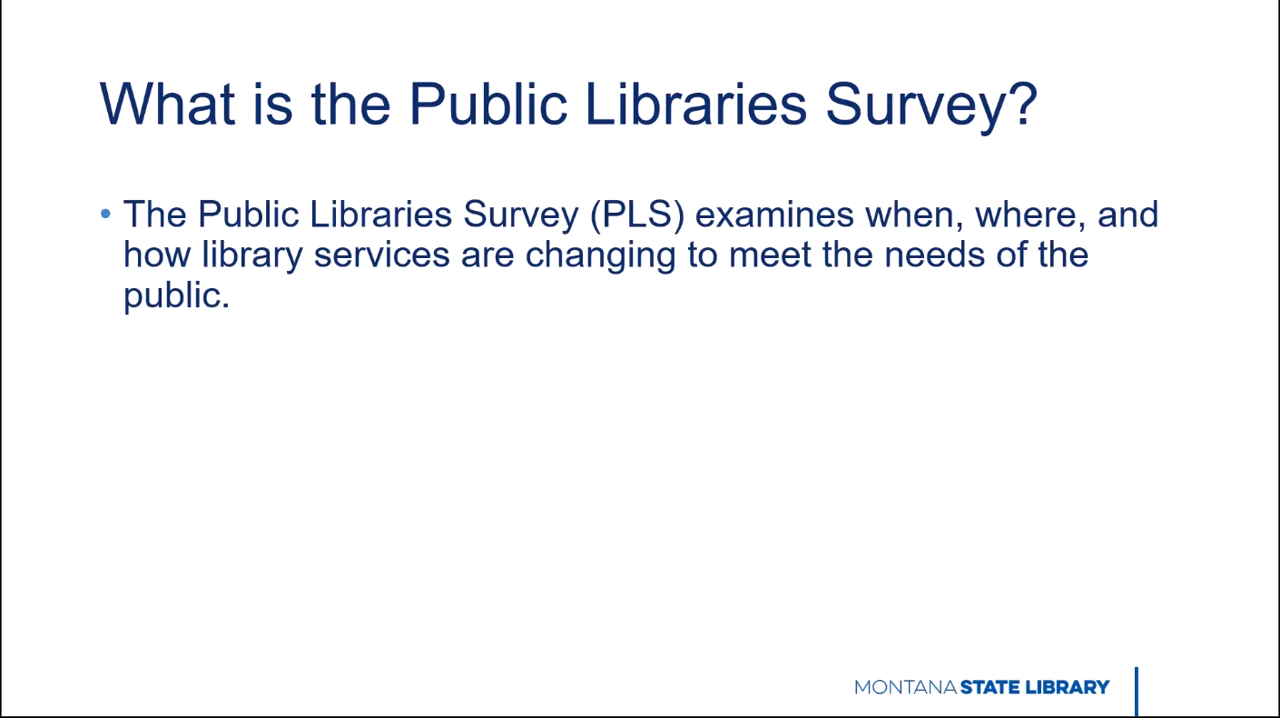 What is the Public Libraries Survey?
• The Public Libraries Survey (PLS) examines when, where, and
how library services are changing to meet the needs of the
public.
MONTANA STATE LIBRARY